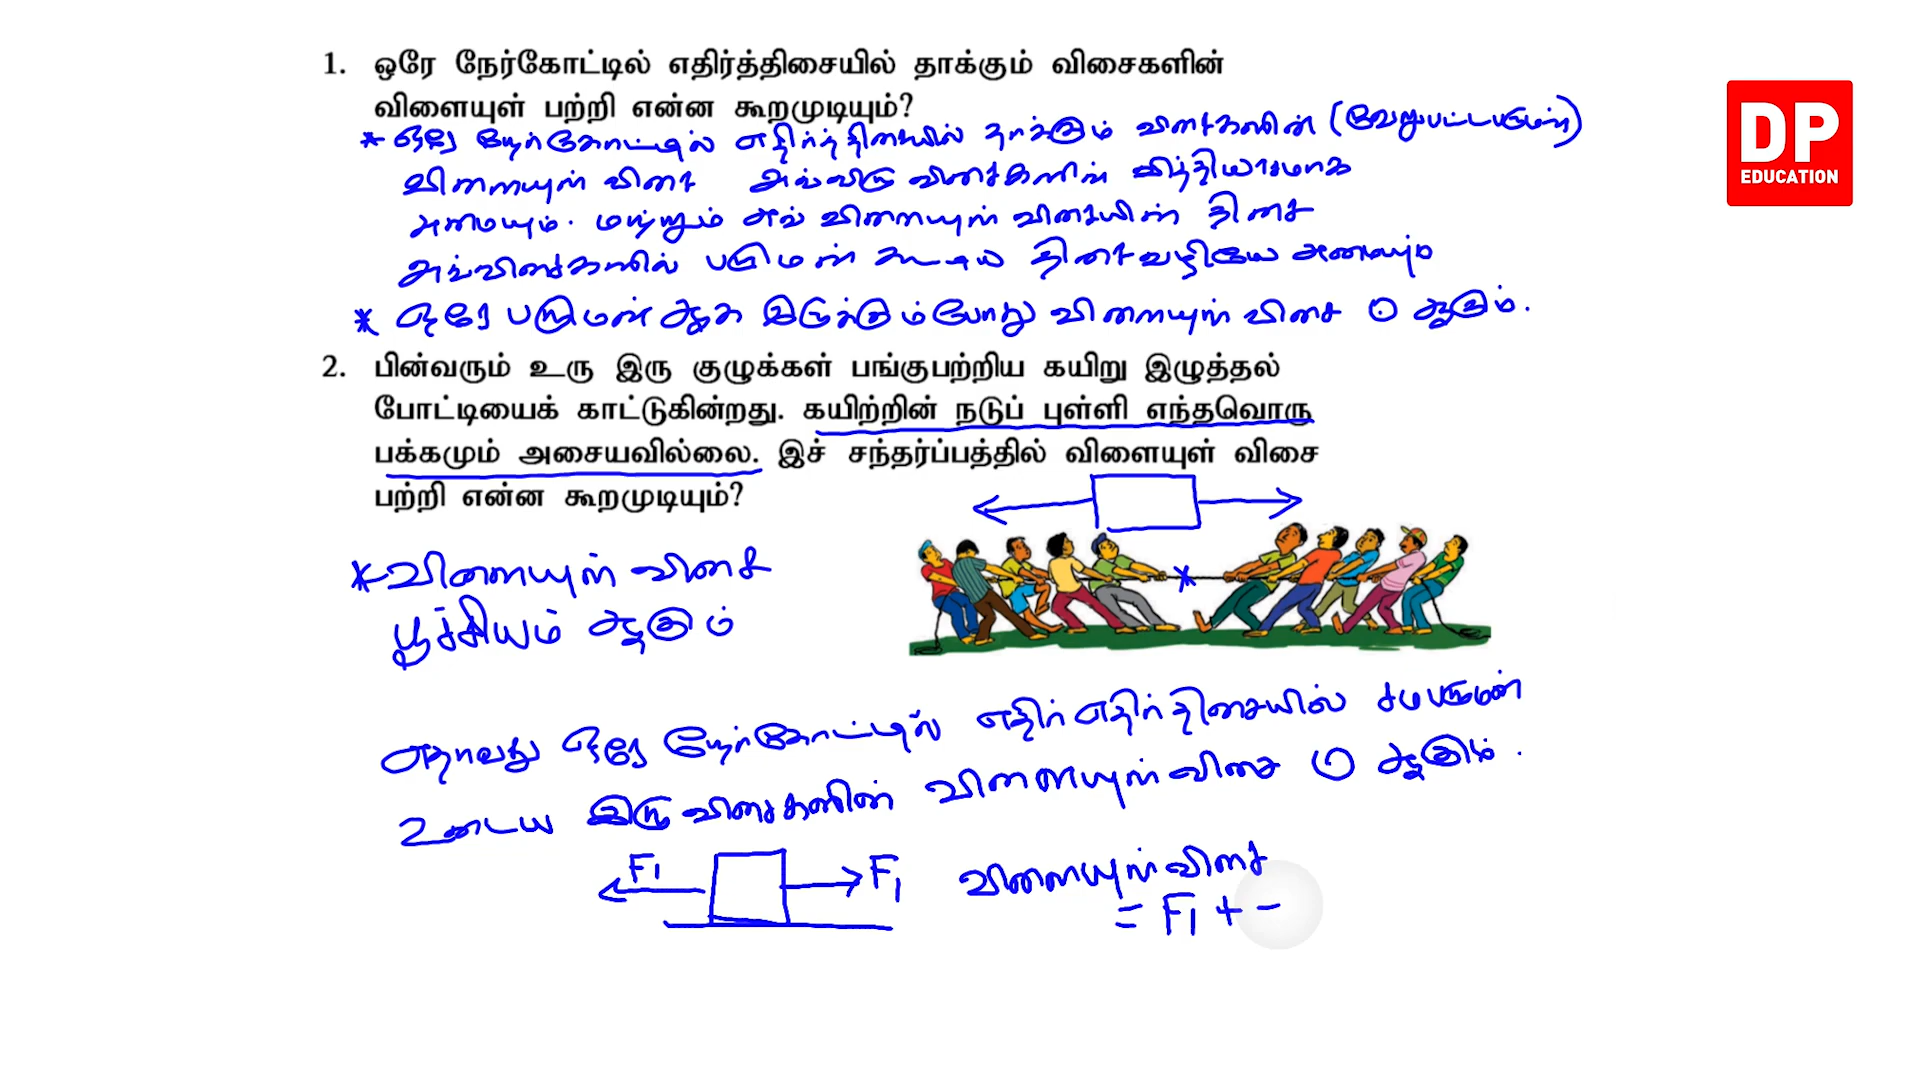 1. ஒரே நேர்கோட்டில் எதிர்த்திசையில் தாக்கும் விசைகளின்
விளையுள் பற்றி என்ன கூறமுடியும்?
* ஒரே நேர்கோட்டில் எதிர்த்திசையில் தாக்கும் விசைகளின் (வேறுபட்டபருமன்)
விளையுள் விசை அவ்விரு விசைகளின் வித்தியாசமாக
அமையும். மற்றும் அவ் விளையுள் விசையின் திசை
அவ்விசைகளில் பருமன் கூடிய திசைவழியே அமையும்
* ஒரே பருமன் ஆக இருக்கும்போது விளையுள் விசை 0 ஆகும்.
2. பின்வரும் உரு இரு குழுக்கள் பங்குபற்றிய கயிறு இழுத்தல்
போட்டியைக் காட்டுகின்றது. கயிற்றின் நடுப் புள்ளி எந்தவொரு
பக்கமும் அசையவில்லை. இச் சந்தர்ப்பத்தில் விளையுள் விசை
பற்றி என்ன கூறமுடியும்?
* விளையுள் விசை
பூச்சியம் ஆகும்
அதாவது ஒரே நேர்கோட்டில் எதிர் எதிர் திசையில் சமபருமன்
உடைய இரு விசைகளின் விளையுள் விசை 0 ஆகும்.
F1 F1 விளையுள் விசை
= F1 + -
DP
EDUCATION